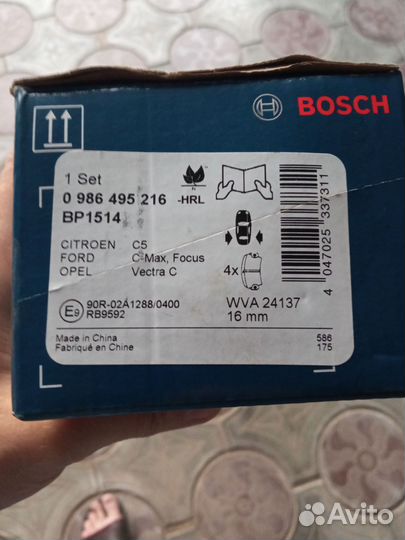 BOSCH
1 Set
0 986 495 216 -HRL
BP1514
N
CITROEN C5
FORD C-Max, Focus
OPEL Vectra C
4x
E9 90R-02A1288/0400
RB9592
WVA 24137
16 mm
Made in China
Fabriqué en Chine
586
175
4 047025 337311
Avito